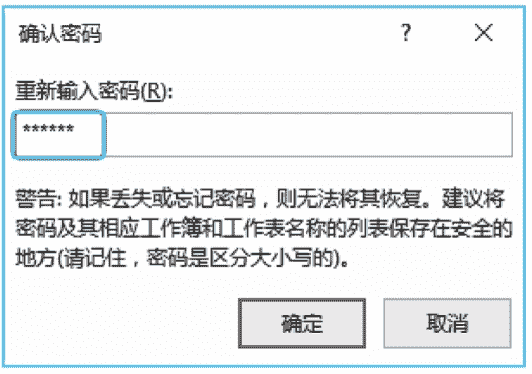 确认密码 ?
重新输入密码(R):
******
警告: 如果丢失或忘记密码，则无法将其恢复。建议将
密码及其相应工作簿和工作表名称的列表保存在安全的
地方(请记住，密码是区分大小写的)。
确定 取消